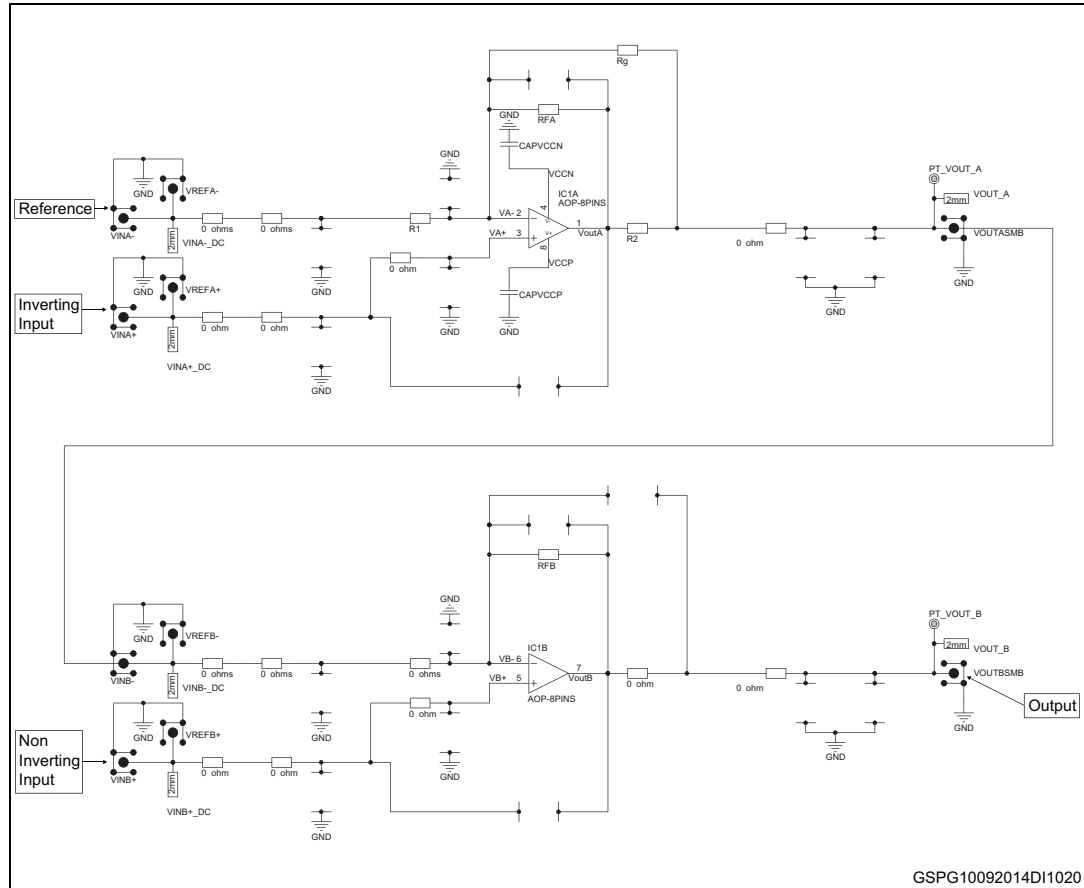 Rg
GND
RFA
GND
CAPVCCN
VCCN
IC1A
AOP-8PINS
4
V-
V+
8
VA- 2
VA+ 3
1
VoutA
VCCP
CAPVCCP
GND
GND
GND
VREFA-
Reference
VINA-
2mm
VINA-_DC
0 ohms
0 ohms
GND
R1
0 ohm
R2
0 ohm
PT_VOUT_A
2mm
VOUT_A
VOUTASMB
GND
GND
GND
VREFA+
Inverting
Input
VINA+
2mm
VINA+_DC
0 ohm
0 ohm
GND
RFB
GND
IC1B
VB- 6
VB+ 5
7
VoutB
AOP-8PINS
GND
GND
VREFB-
VINB-
2mm
VINB-_DC
0 ohms
0 ohms
GND
0 ohms
0 ohm
0 ohm
0 ohm
PT_VOUT_B
2mm
VOUT_B
VOUTBSMB
Output
GND
GND
GND
VREFB+
Non
Inverting
Input
VINB+
2mm
VINB+_DC
0 ohm
0 ohm
GND
GSPG10092014DI1020